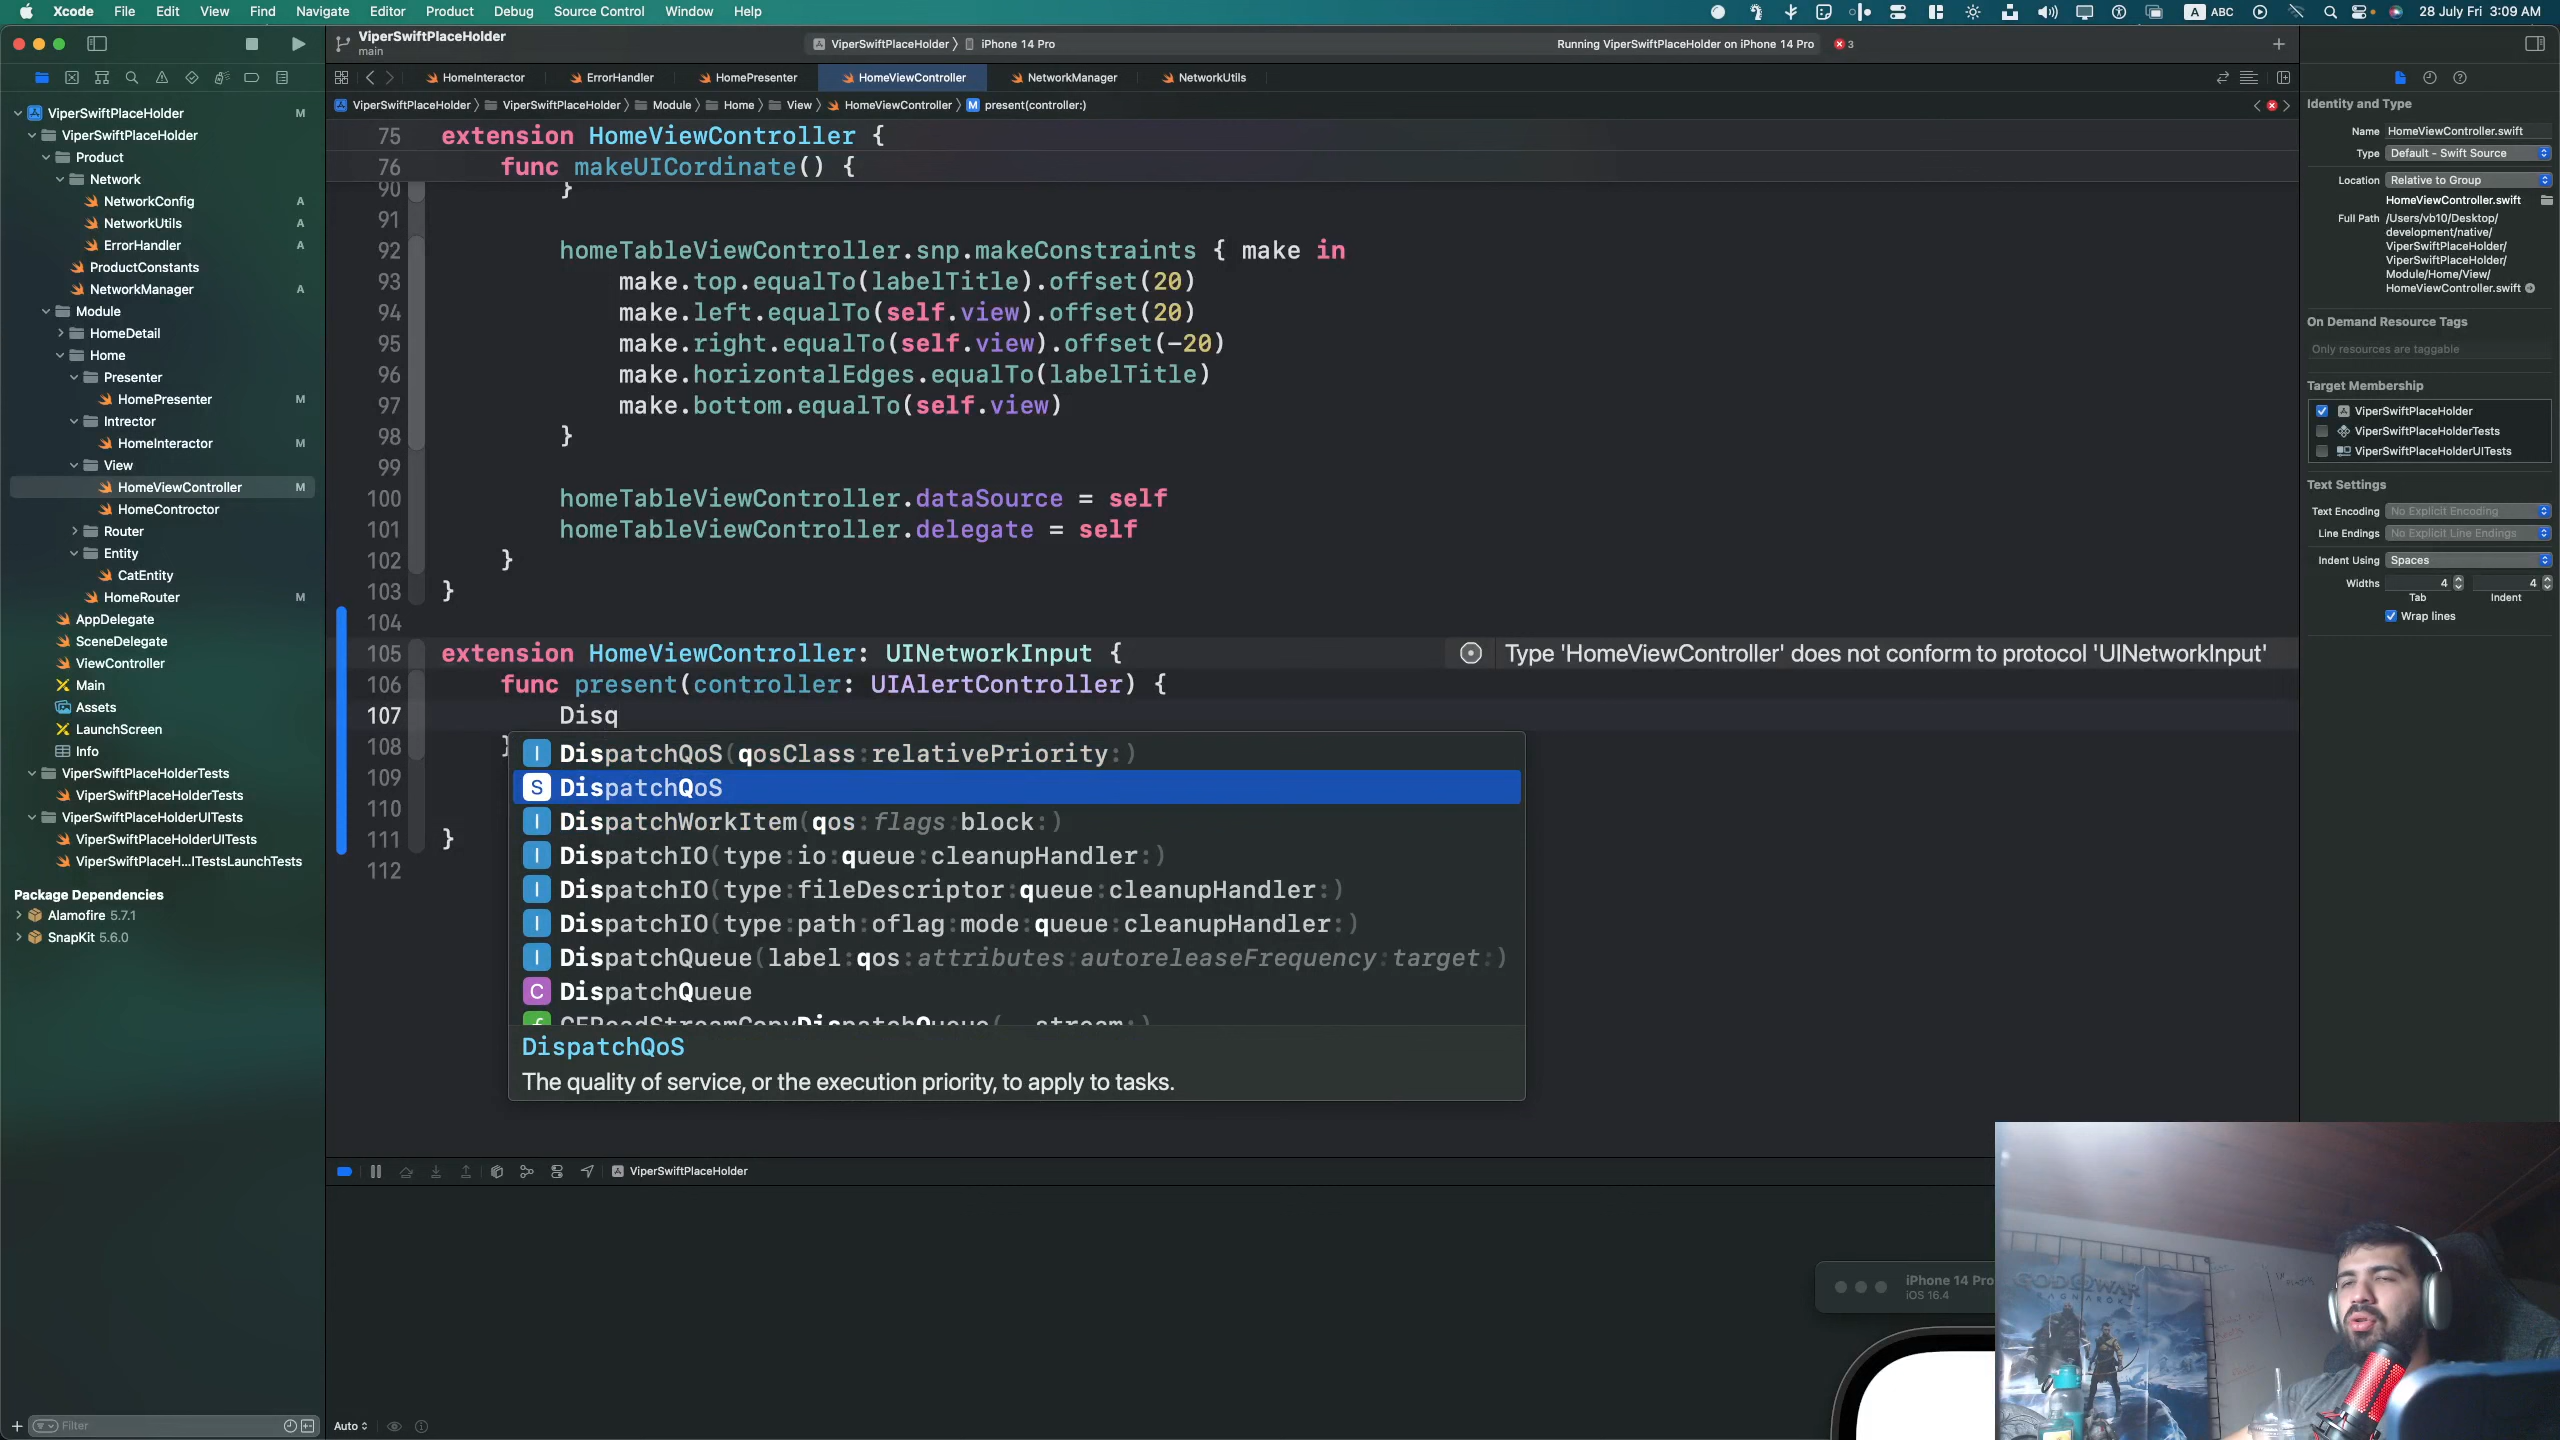 Xcode File Edit View Find Navigate Editor Product Debug Source Control Window Help
A ABC 28 July Fri 3:09 AM
ViperSwiftPlaceHolder
main
ViperSwiftPlaceHolder iPhone 14 Pro
Running ViperSwiftPlaceHolder on iPhone 14 Pro 3
HomeInteractor ErrorHandler HomePresenter HomeViewController NetworkManager NetworkUtils
ViperSwiftPlaceHolder ViperSwiftPlaceHolder Module Home View HomeViewController M present(controller:)
ViperSwiftPlaceHolder M
ViperSwiftPlaceHolder
Product
Network
NetworkConfig A
NetworkUtils A
ErrorHandler A
ProductConstants
NetworkManager A
Module
HomeDetail
Home
Presenter
HomePresenter M
Intrector
HomeInteractor M
View
HomeViewController M
HomeControctor
Router
Entity
CatEntity
HomeRouter M
AppDelegate
SceneDelegate
ViewController
Main
Assets
LaunchScreen
Info
ViperSwiftPlaceHolderTests
ViperSwiftPlaceHolderTests
ViperSwiftPlaceHolderUITests
ViperSwiftPlaceHolderUITests
ViperSwiftPlaceH...ITestsLaunchTests
Package Dependencies
Alamofire 5.7.1
SnapKit 5.6.0
Filter
75 extension HomeViewController {
76 func makeUICordinate() {
90 }
91
92 homeTableViewController.snp.makeConstraints { make in
93 make.top.equalTo(labelTitle).offset(20)
94 make.left.equalTo(self.view).offset(20)
95 make.right.equalTo(self.view).offset(-20)
96 make.horizontalEdges.equalTo(labelTitle)
97 make.bottom.equalTo(self.view)
98 }
99
100 homeTableViewController.dataSource = self
101 homeTableViewController.delegate = self
102 }
103 }
104
105 extension HomeViewController: UINetworkInput { Type 'HomeViewController' does not conform to protocol 'UINetworkInput'
106 func present(controller: UIAlertController) {
107 Disq
108 }
109
110
111 }
112
I DispatchQoS(qosClass:relativePriority:)
S DispatchQoS
I DispatchWorkItem(qos:flags:block:)
I DispatchIO(type:io:queue:cleanupHandler:)
I DispatchIO(type:fileDescriptor:queue:cleanupHandler:)
I DispatchIO(type:path:oflag:mode:queue:cleanupHandler:)
I DispatchQueue(label:qos:attributes:autoreleaseFrequency:target:)
C DispatchQueue
f CFReadStreamCopyDispatchQueue(_ stream:)
DispatchQoS
The quality of service, or the execution priority, to apply to tasks.
ViperSwiftPlaceHolder
Auto
iPhone 14 Pro
iOS 16.4
Identity and Type
Name HomeViewController.swift
Type Default - Swift Source
Location Relative to Group
HomeViewController.swift
Full Path /Users/vb10/Desktop/
development/native/
ViperSwiftPlaceHolder/
ViperSwiftPlaceHolder/
Module/Home/View/
HomeViewController.swift
On Demand Resource Tags
Only resources are taggable
Target Membership
ViperSwiftPlaceHolder
ViperSwiftPlaceHolderTests
ViperSwiftPlaceHolderUITests
Text Settings
Text Encoding No Explicit Encoding
Line Endings No Explicit Line Endings
Indent Using Spaces
Widths 4 4
Tab Indent
Wrap lines
GOD OF WAR
RAGNARÖK